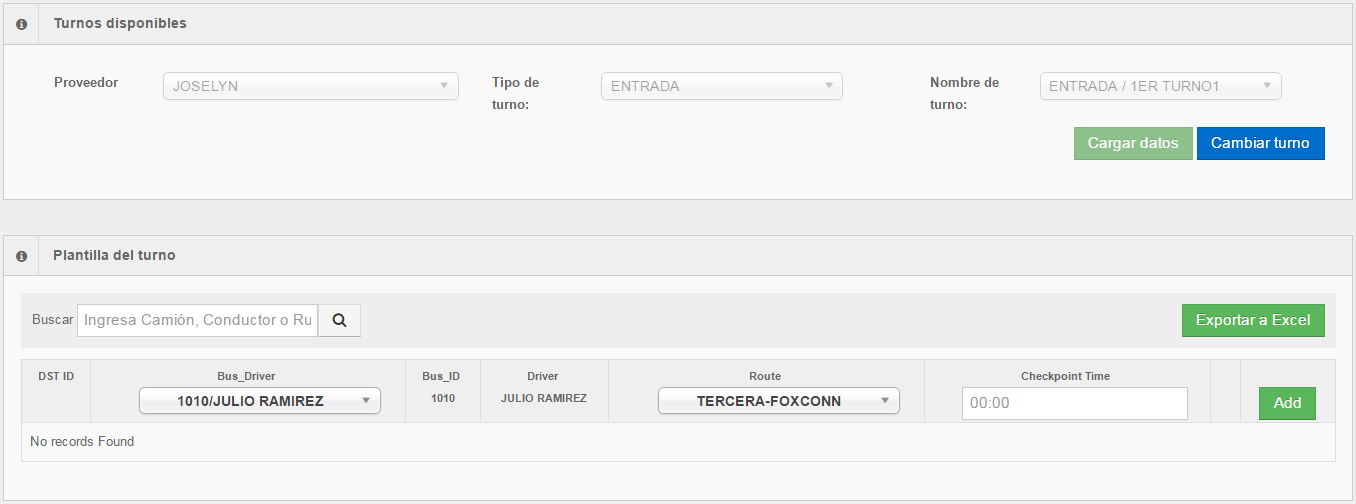 Turnos disponibles
Proveedor
JOSELYN
Tipo de
turno:
ENTRADA
Nombre de
turno:
ENTRADA / 1ER TURNO1
Cargar datos
Cambiar turno
Plantilla del turno
Buscar
Ingresa Camión, Conductor o Ru
Exportar a Excel
DST ID
Bus_Driver
Bus_ID
Driver
Route
Checkpoint Time
1010/JULIO RAMIREZ
1010
JULIO RAMIREZ
TERCERA-FOXCONN
00:00
Add
No records Found